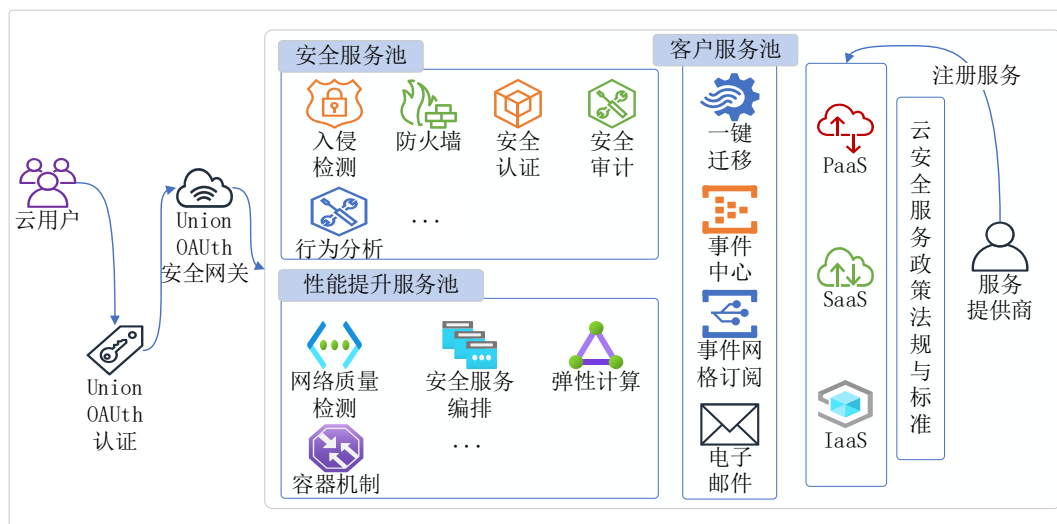 云用户
Union
OAUth
认证
Union
OAUth
安全网关
安全服务池
入侵
检测
防火墙
安全
认证
安全
审计
行为分析
...
性能提升服务池
网络质量
检测
安全服务
编排
弹性计算
容器机制
...
客户服务池
一键
迁移
事件
中心
事件网
格订阅
电子
邮件
PaaS
SaaS
IaaS
云安全服务政策法规与标准
注册服务
服务
提供商